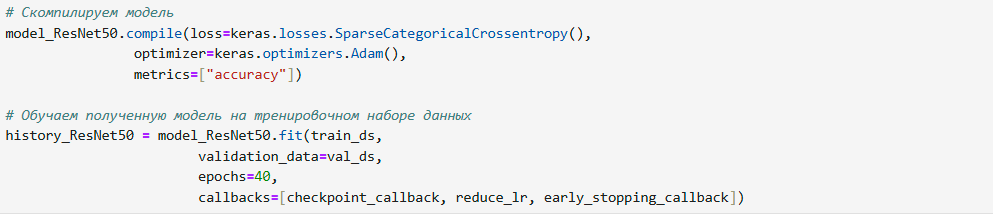 # Скомпилируем модель
model_ResNet50.compile(loss=keras.losses.SparseCategoricalCrossentropy(),
optimizer=keras.optimizers.Adam(),
metrics=["accuracy"])
# Обучаем полученную модель на тренировочном наборе данных
history_ResNet50 = model_ResNet50.fit(train_ds,
validation_data=val_ds,
epochs=40,
callbacks=[checkpoint_callback, reduce_lr, early_stopping_callback])